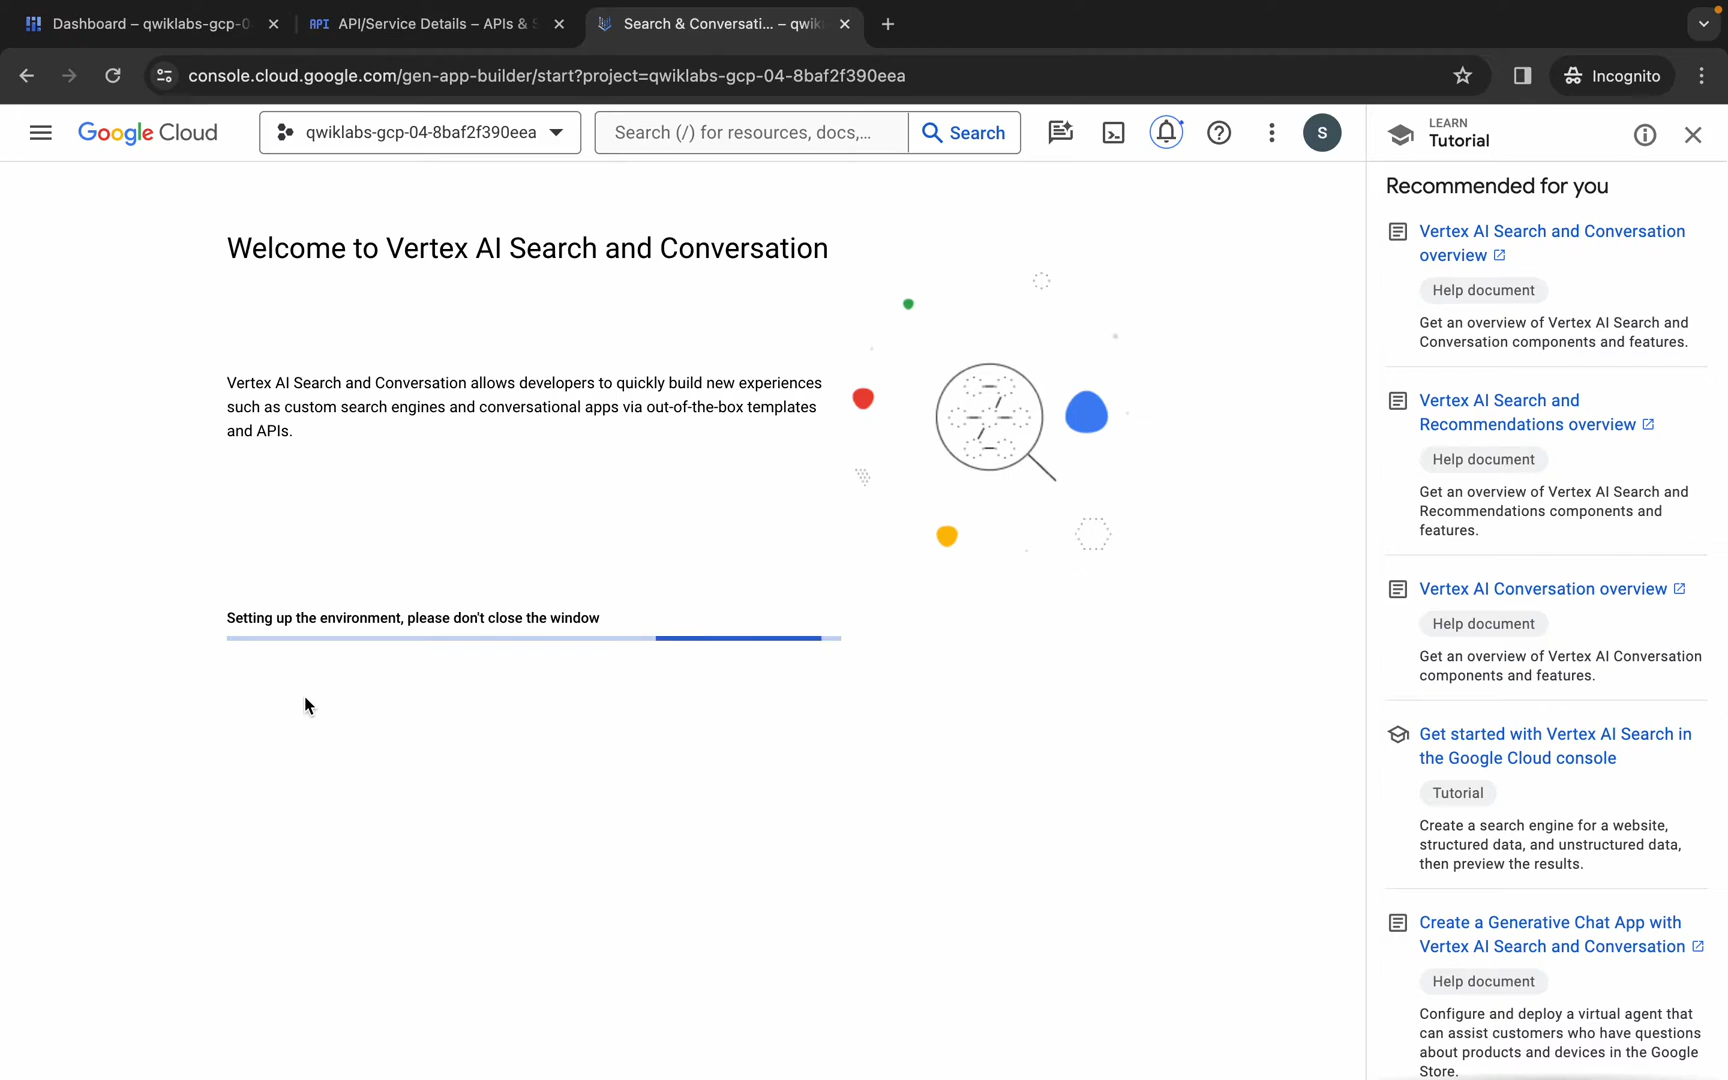 Dashboard – qwiklabs-gcp-0
API API/Service Details – APIs & S
Search & Conversati... – qwik
console.cloud.google.com/gen-app-builder/start?project=qwiklabs-gcp-04-8baf2f390eea
Incognito
Google Cloud
qwiklabs-gcp-04-8baf2f390eea
Search (/) for resources, docs,...
Search
S
LEARN
Tutorial
Welcome to Vertex AI Search and Conversation
Vertex AI Search and Conversation allows developers to quickly build new experiences
such as custom search engines and conversational apps via out-of-the-box templates
and APIs.
Setting up the environment, please don't close the window
Recommended for you
Vertex AI Search and Conversation
overview
Help document
Get an overview of Vertex AI Search and
Conversation components and features.
Vertex AI Search and
Recommendations overview
Help document
Get an overview of Vertex AI Search and
Recommendations components and
features.
Vertex AI Conversation overview
Help document
Get an overview of Vertex AI Conversation
components and features.
Get started with Vertex AI Search in
the Google Cloud console
Tutorial
Create a search engine for a website,
structured data, and unstructured data,
then preview the results.
Create a Generative Chat App with
Vertex AI Search and Conversation
Help document
Configure and deploy a virtual agent that
can assist customers who have questions
about products and devices in the Google
Store.